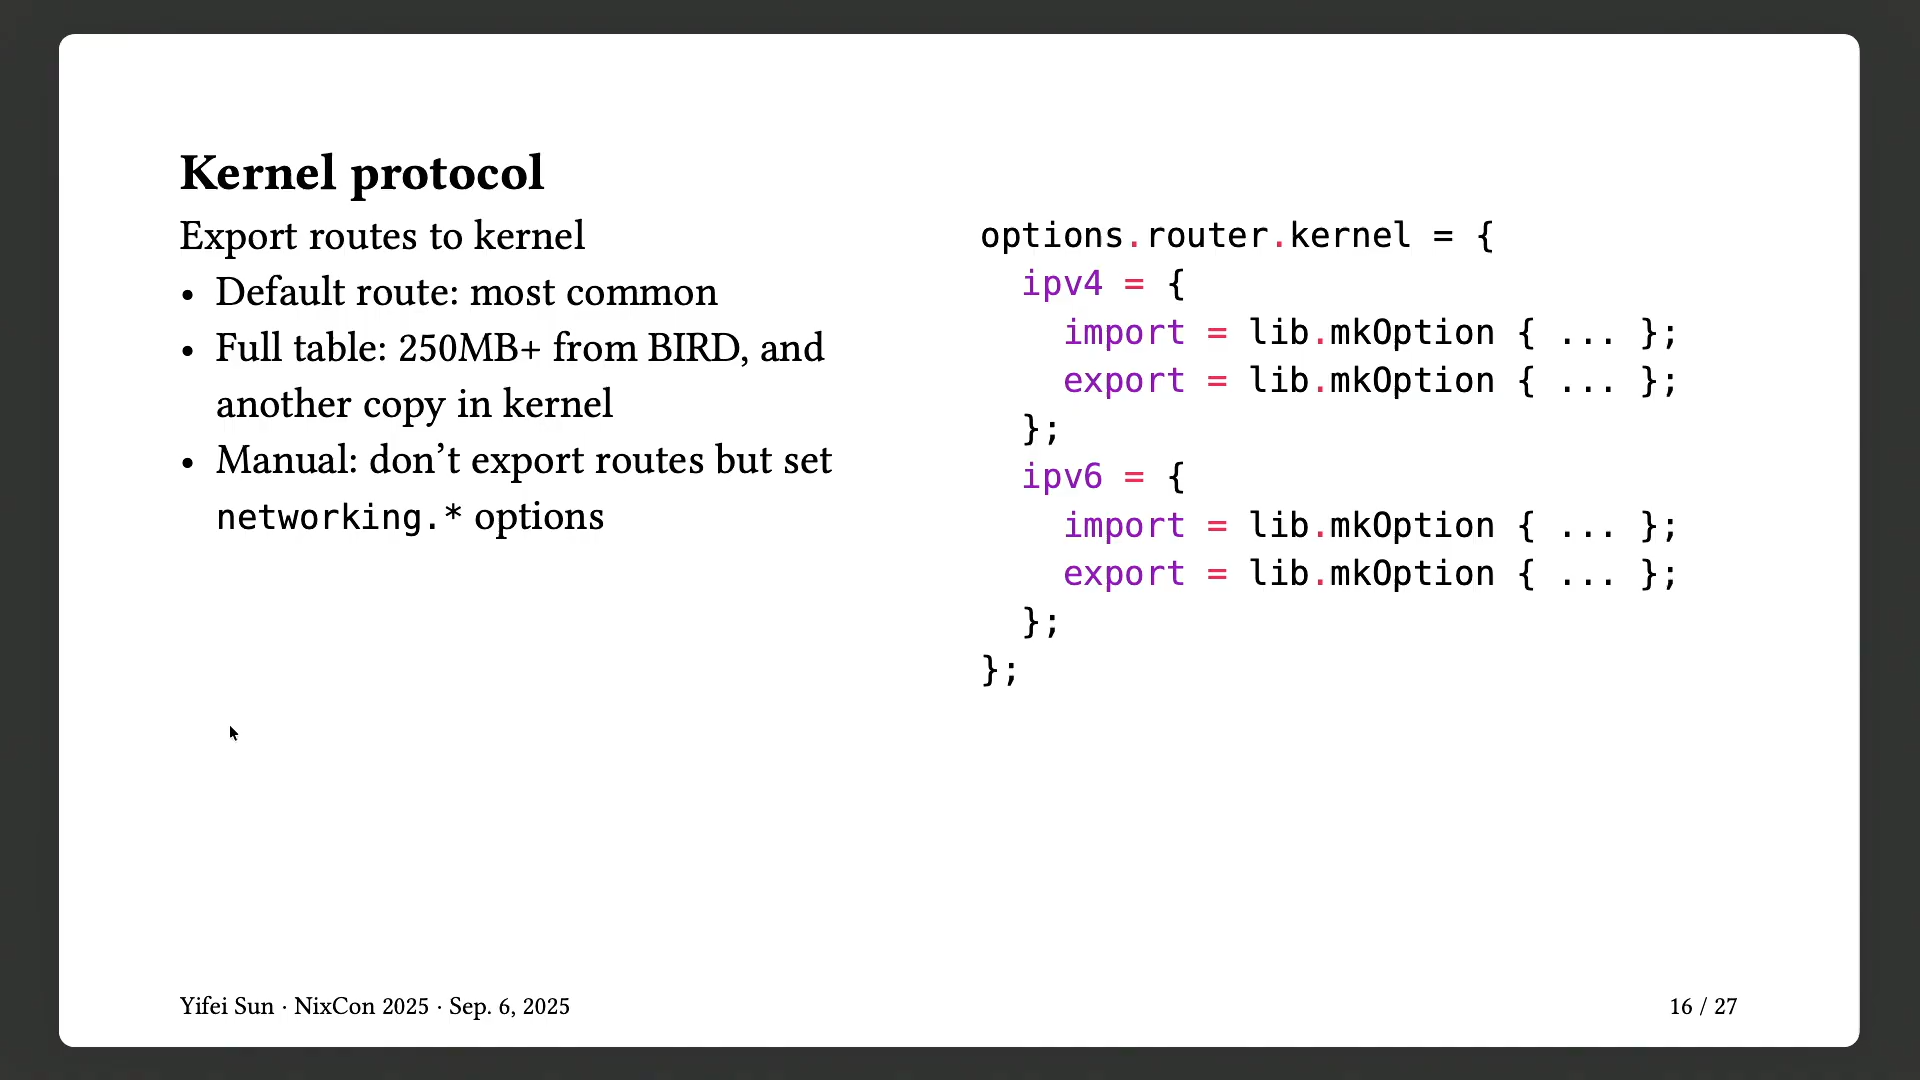 Kernel protocol
Export routes to kernel
• Default route: most common
• Full table: 250MB+ from BIRD, and
another copy in kernel
• Manual: don’t export routes but set
networking.* options
options.router.kernel = {
  ipv4 = {
    import = lib.mkOption { ... };
    export = lib.mkOption { ... };
  };
  ipv6 = {
    import = lib.mkOption { ... };
    export = lib.mkOption { ... };
  };
};
Yifei Sun · NixCon 2025 · Sep. 6, 2025
16 / 27